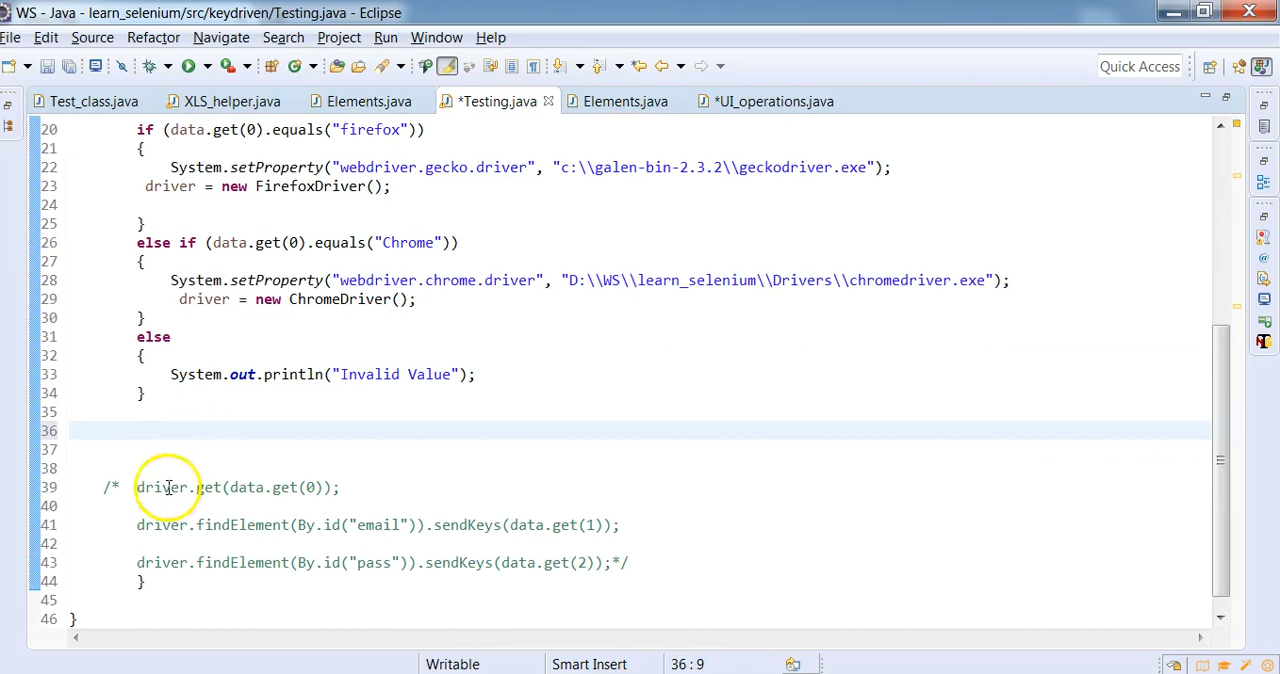 WS - Java - learn_selenium/src/keydriven/Testing.java - Eclipse
File Edit Source Refactor Navigate Search Project Run Window Help
Quick Access
Test_class.java XLS_helper.java Elements.java *Testing.java Elements.java *UI_operations.java
20 if (data.get(0).equals("firefox"))
21 {
22 System.setProperty("webdriver.gecko.driver", "c:\\galen-bin-2.3.2\\geckodriver.exe");
23 driver = new FirefoxDriver();
24
25 }
26 else if (data.get(0).equals("Chrome"))
27 {
28 System.setProperty("webdriver.chrome.driver", "D:\\WS\\learn_selenium\\Drivers\\chromedriver.exe");
29 driver = new ChromeDriver();
30 }
31 else
32 {
33 System.out.println("Invalid Value");
34 }
35
36
37
38
39 /* driver.get(data.get(0));
40
41 driver.findElement(By.id("email")).sendKeys(data.get(1));
42
43 driver.findElement(By.id("pass")).sendKeys(data.get(2));*/
44 }
45
46 }
Writable Smart Insert 36 : 9